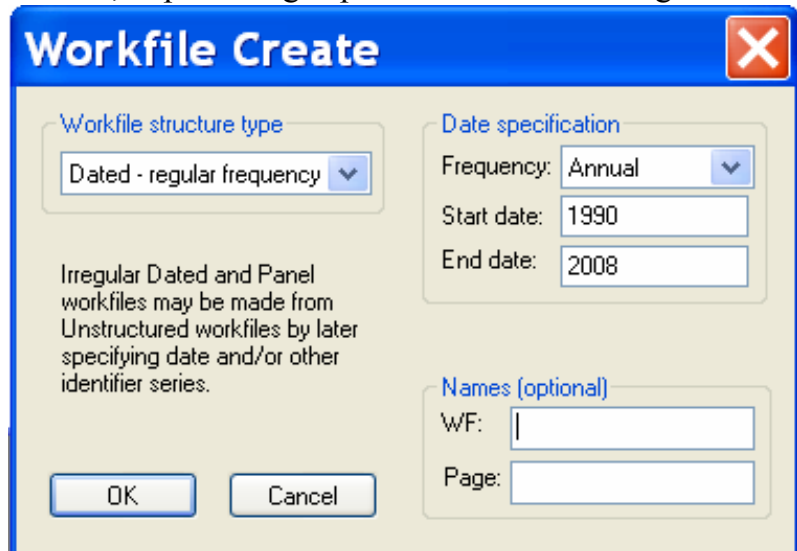 Workfile Create
Workfile structure type
Dated - regular frequency
Irregular Dated and Panel
workfiles may be made from
Unstructured workfiles by later
specifying date and/or other
identifier series.
Date specification
Frequency: Annual
Start date: 1990
End date: 2008
Names (optional)
WF:
Page:
OK Cancel